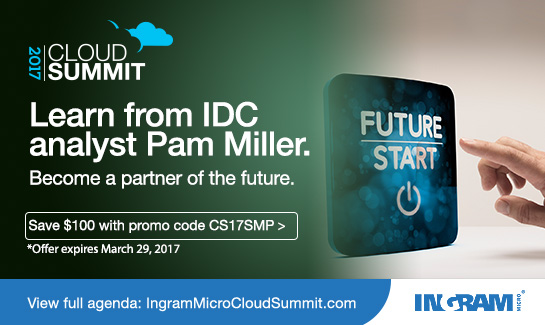 2017
CLOUD
SUMMIT
Learn from IDC
analyst Pam Miller.
Become a partner of the future.
FUTURE
START
Save $100 with promo code CS17SMP >
*Offer expires March 29, 2017
View full agenda: IngramMicroCloudSummit.com
INGRAM
MICRO
®